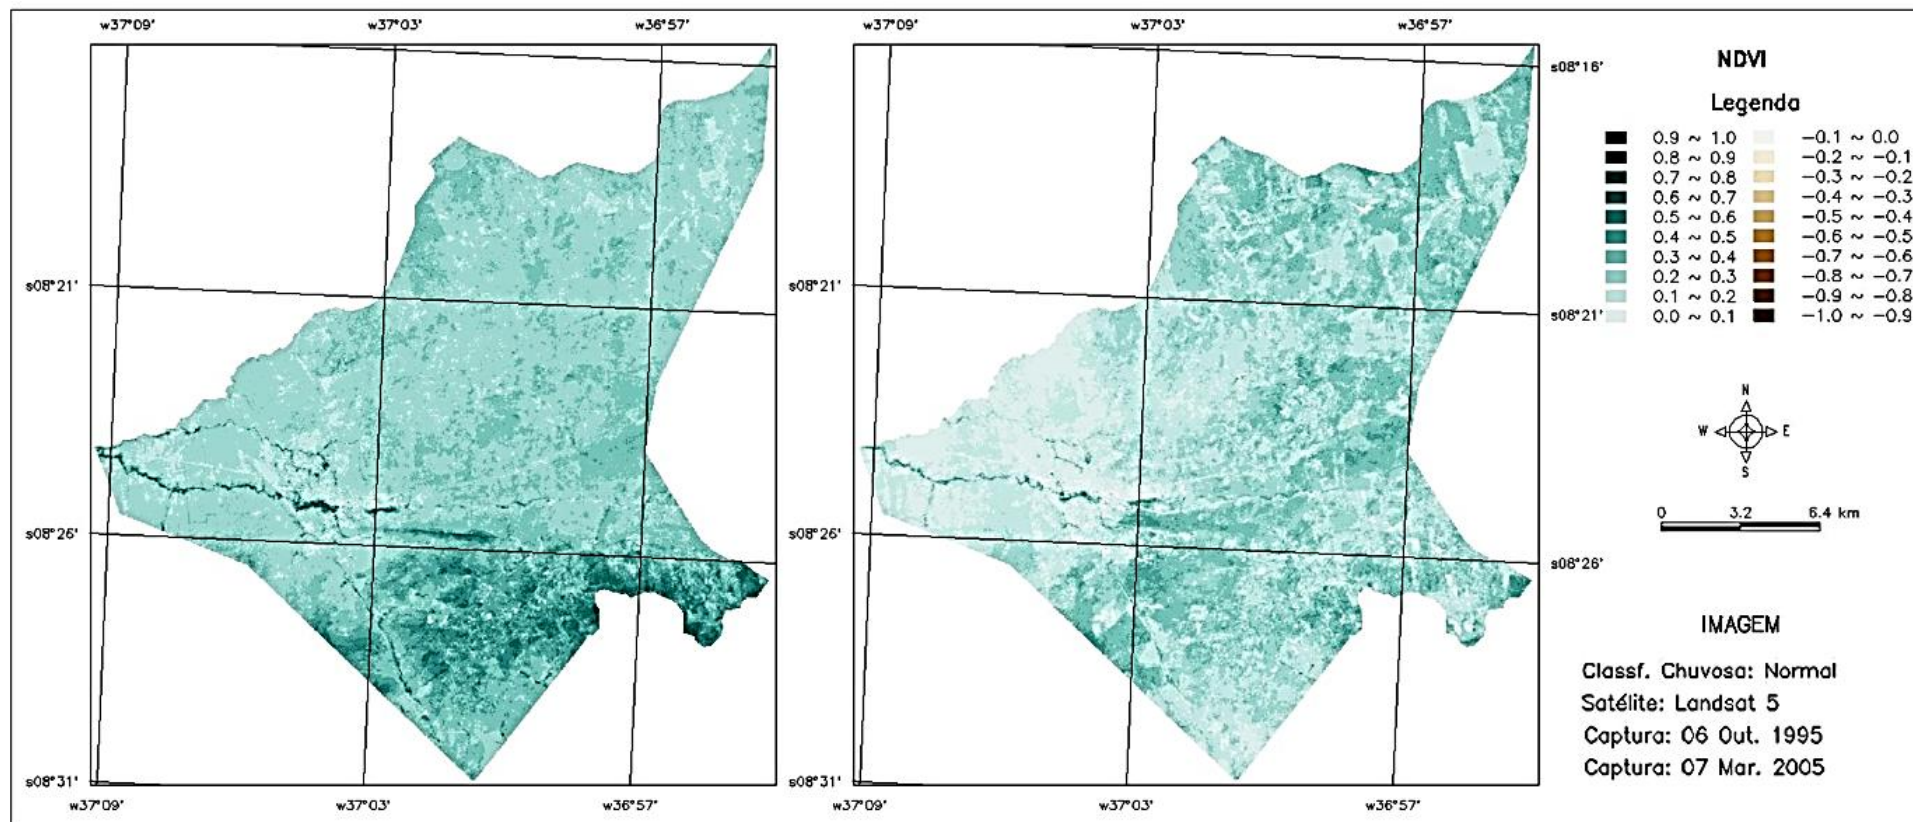 w37°09' w37°03' w36°57' w37°09' w37°03' w36°57'
s08°16'
s08°21'
s08°21'
s08°26'
s08°26'
s08°31'
w37°09' w37°03' w36°57' w37°09' w37°03' w36°57'
NDVI
Legenda
0.9 ~ 1.0 -0.1 ~ 0.0
0.8 ~ 0.9 -0.2 ~ -0.1
0.7 ~ 0.8 -0.3 ~ -0.2
0.6 ~ 0.7 -0.4 ~ -0.3
0.5 ~ 0.6 -0.5 ~ -0.4
0.4 ~ 0.5 -0.6 ~ -0.5
0.3 ~ 0.4 -0.7 ~ -0.6
0.2 ~ 0.3 -0.8 ~ -0.7
0.1 ~ 0.2 -0.9 ~ -0.8
0.0 ~ 0.1 -1.0 ~ -0.9
N
W E
S
0 3.2 6.4 km
IMAGEM
Classf. Chuvosa: Normal
Satélite: Landsat 5
Captura: 06 Out. 1995
Captura: 07 Mar. 2005